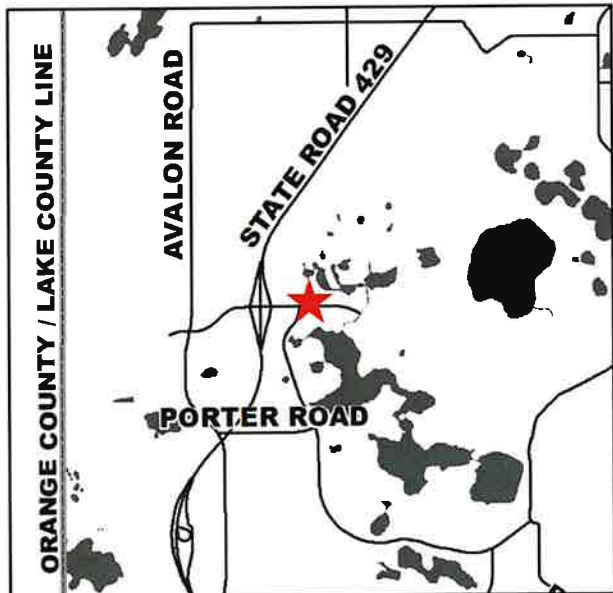 ORANGE COUNTY / LAKE COUNTY LINE
AVALON ROAD
STATE ROAD 429
PORTER ROAD